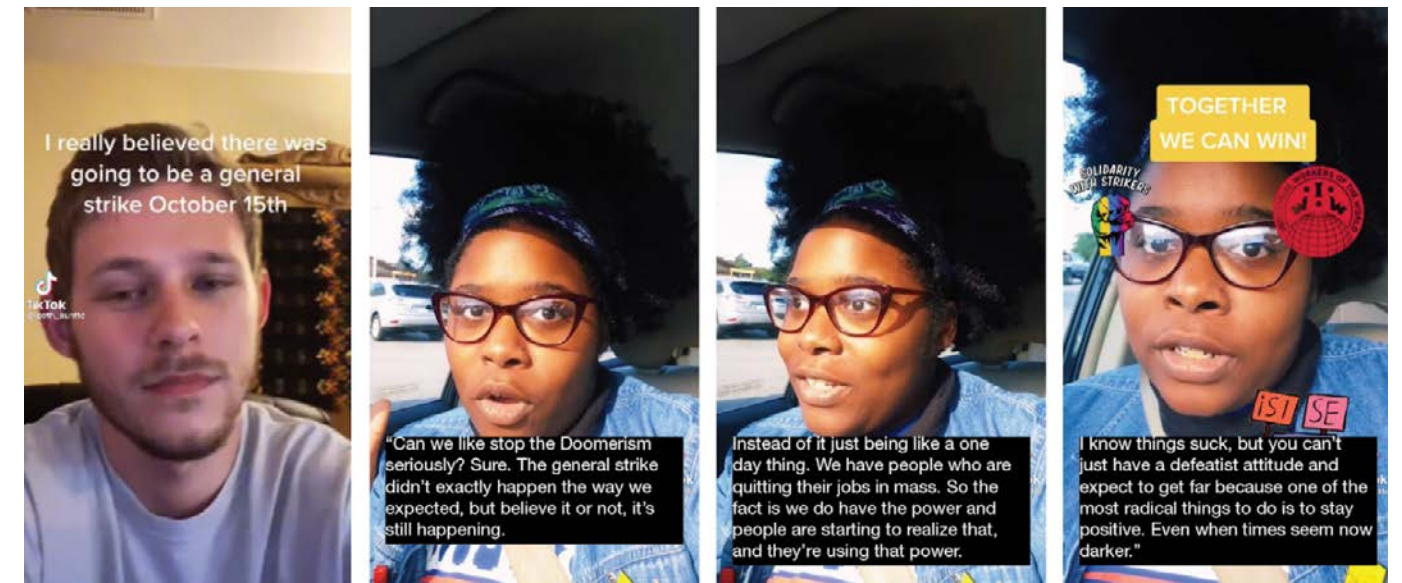 I really believed there was
going to be a general
strike October 15th
TikTok
"Can we like stop the Doomerism
seriously? Sure. The general strike
didn't exactly happen the way we
expected, but believe it or not, it's
still happening.
Instead of it just being like a one
day thing. We have people who are
quitting their jobs in mass. So the
fact is we do have the power and
people are starting to realize that,
and they're using that power.
TOGETHER
WE CAN WIN!
SOLIDARITY
WITH STRIKERS
WORKERS OF THE WORLD
I W W
¡SI SE
I know things suck, but you can't
just have a defeatist attitude and
expect to get far because one of the
most radical things to do is to stay
positive. Even when times seem now
darker."